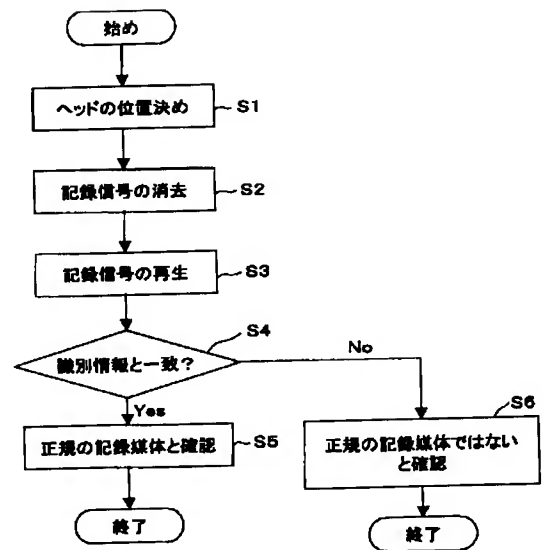 始め
ヘッドの位置決め
S1
記録信号の消去
S2
記録信号の再生
S3
S4
識別情報と一致？
No
Yes
正規の記録媒体と確認
S5
S6
正規の記録媒体ではない
と確認
終了
終了